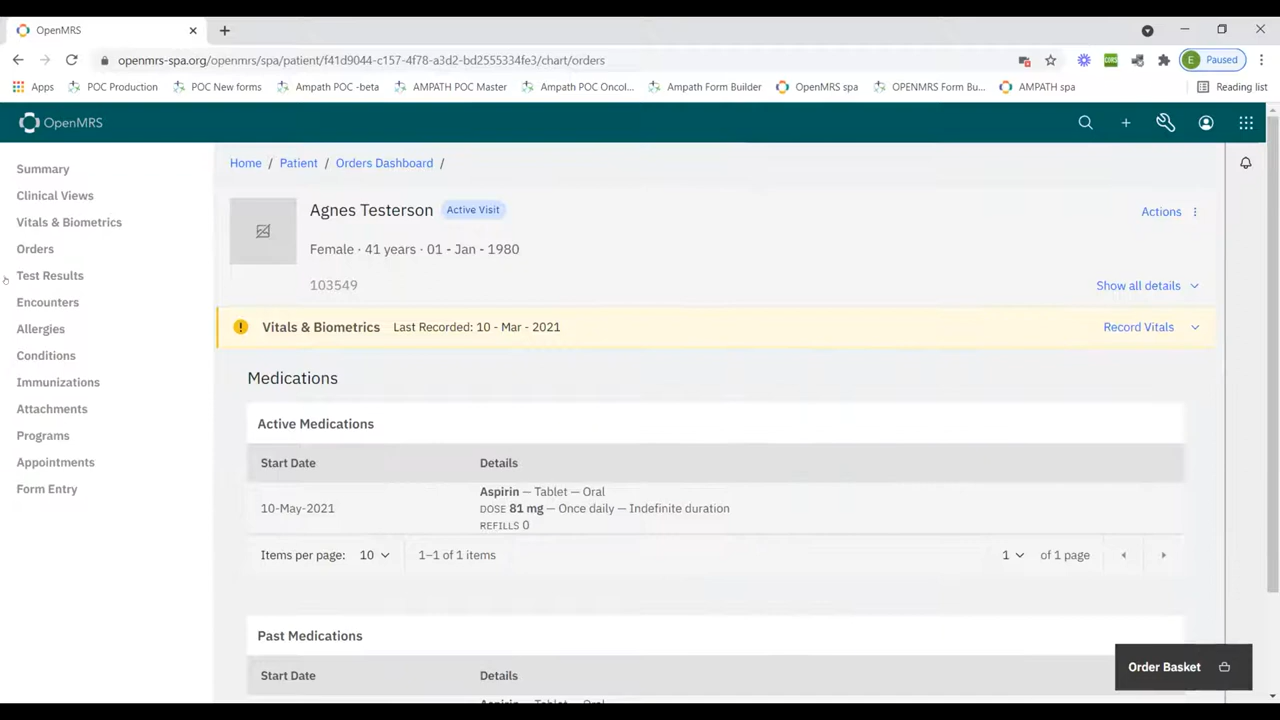 OpenMRS
E Paused
openmrs-spa.org/openmrs/spa/patient/f41d9044-c157-4f78-a3d2-bd2555334fe3/chart/orders
Apps POC Production POC New forms Ampath POC -beta AMPATH POC Master Ampath POC Oncol... Ampath Form Builder OpenMRS spa OPENMRS Form Bu... AMPATH spa Reading list
OpenMRS
Summary
Clinical Views
Vitals & Biometrics
Orders
Test Results
Encounters
Allergies
Conditions
Immunizations
Attachments
Programs
Appointments
Form Entry
Home / Patient / Orders Dashboard /
Agnes Testerson Active Visit
Actions
Female · 41 years · 01 - Jan - 1980
103549
Show all details
Vitals & Biometrics Last Recorded: 10 - Mar - 2021
Record Vitals
Medications
Active Medications
Start Date Details
10-May-2021
Aspirin — Tablet — Oral
DOSE 81 mg — Once daily — Indefinite duration
REFILLS 0
Items per page: 10 1–1 of 1 items 1 of 1 page
Past Medications
Start Date Details
Order Basket